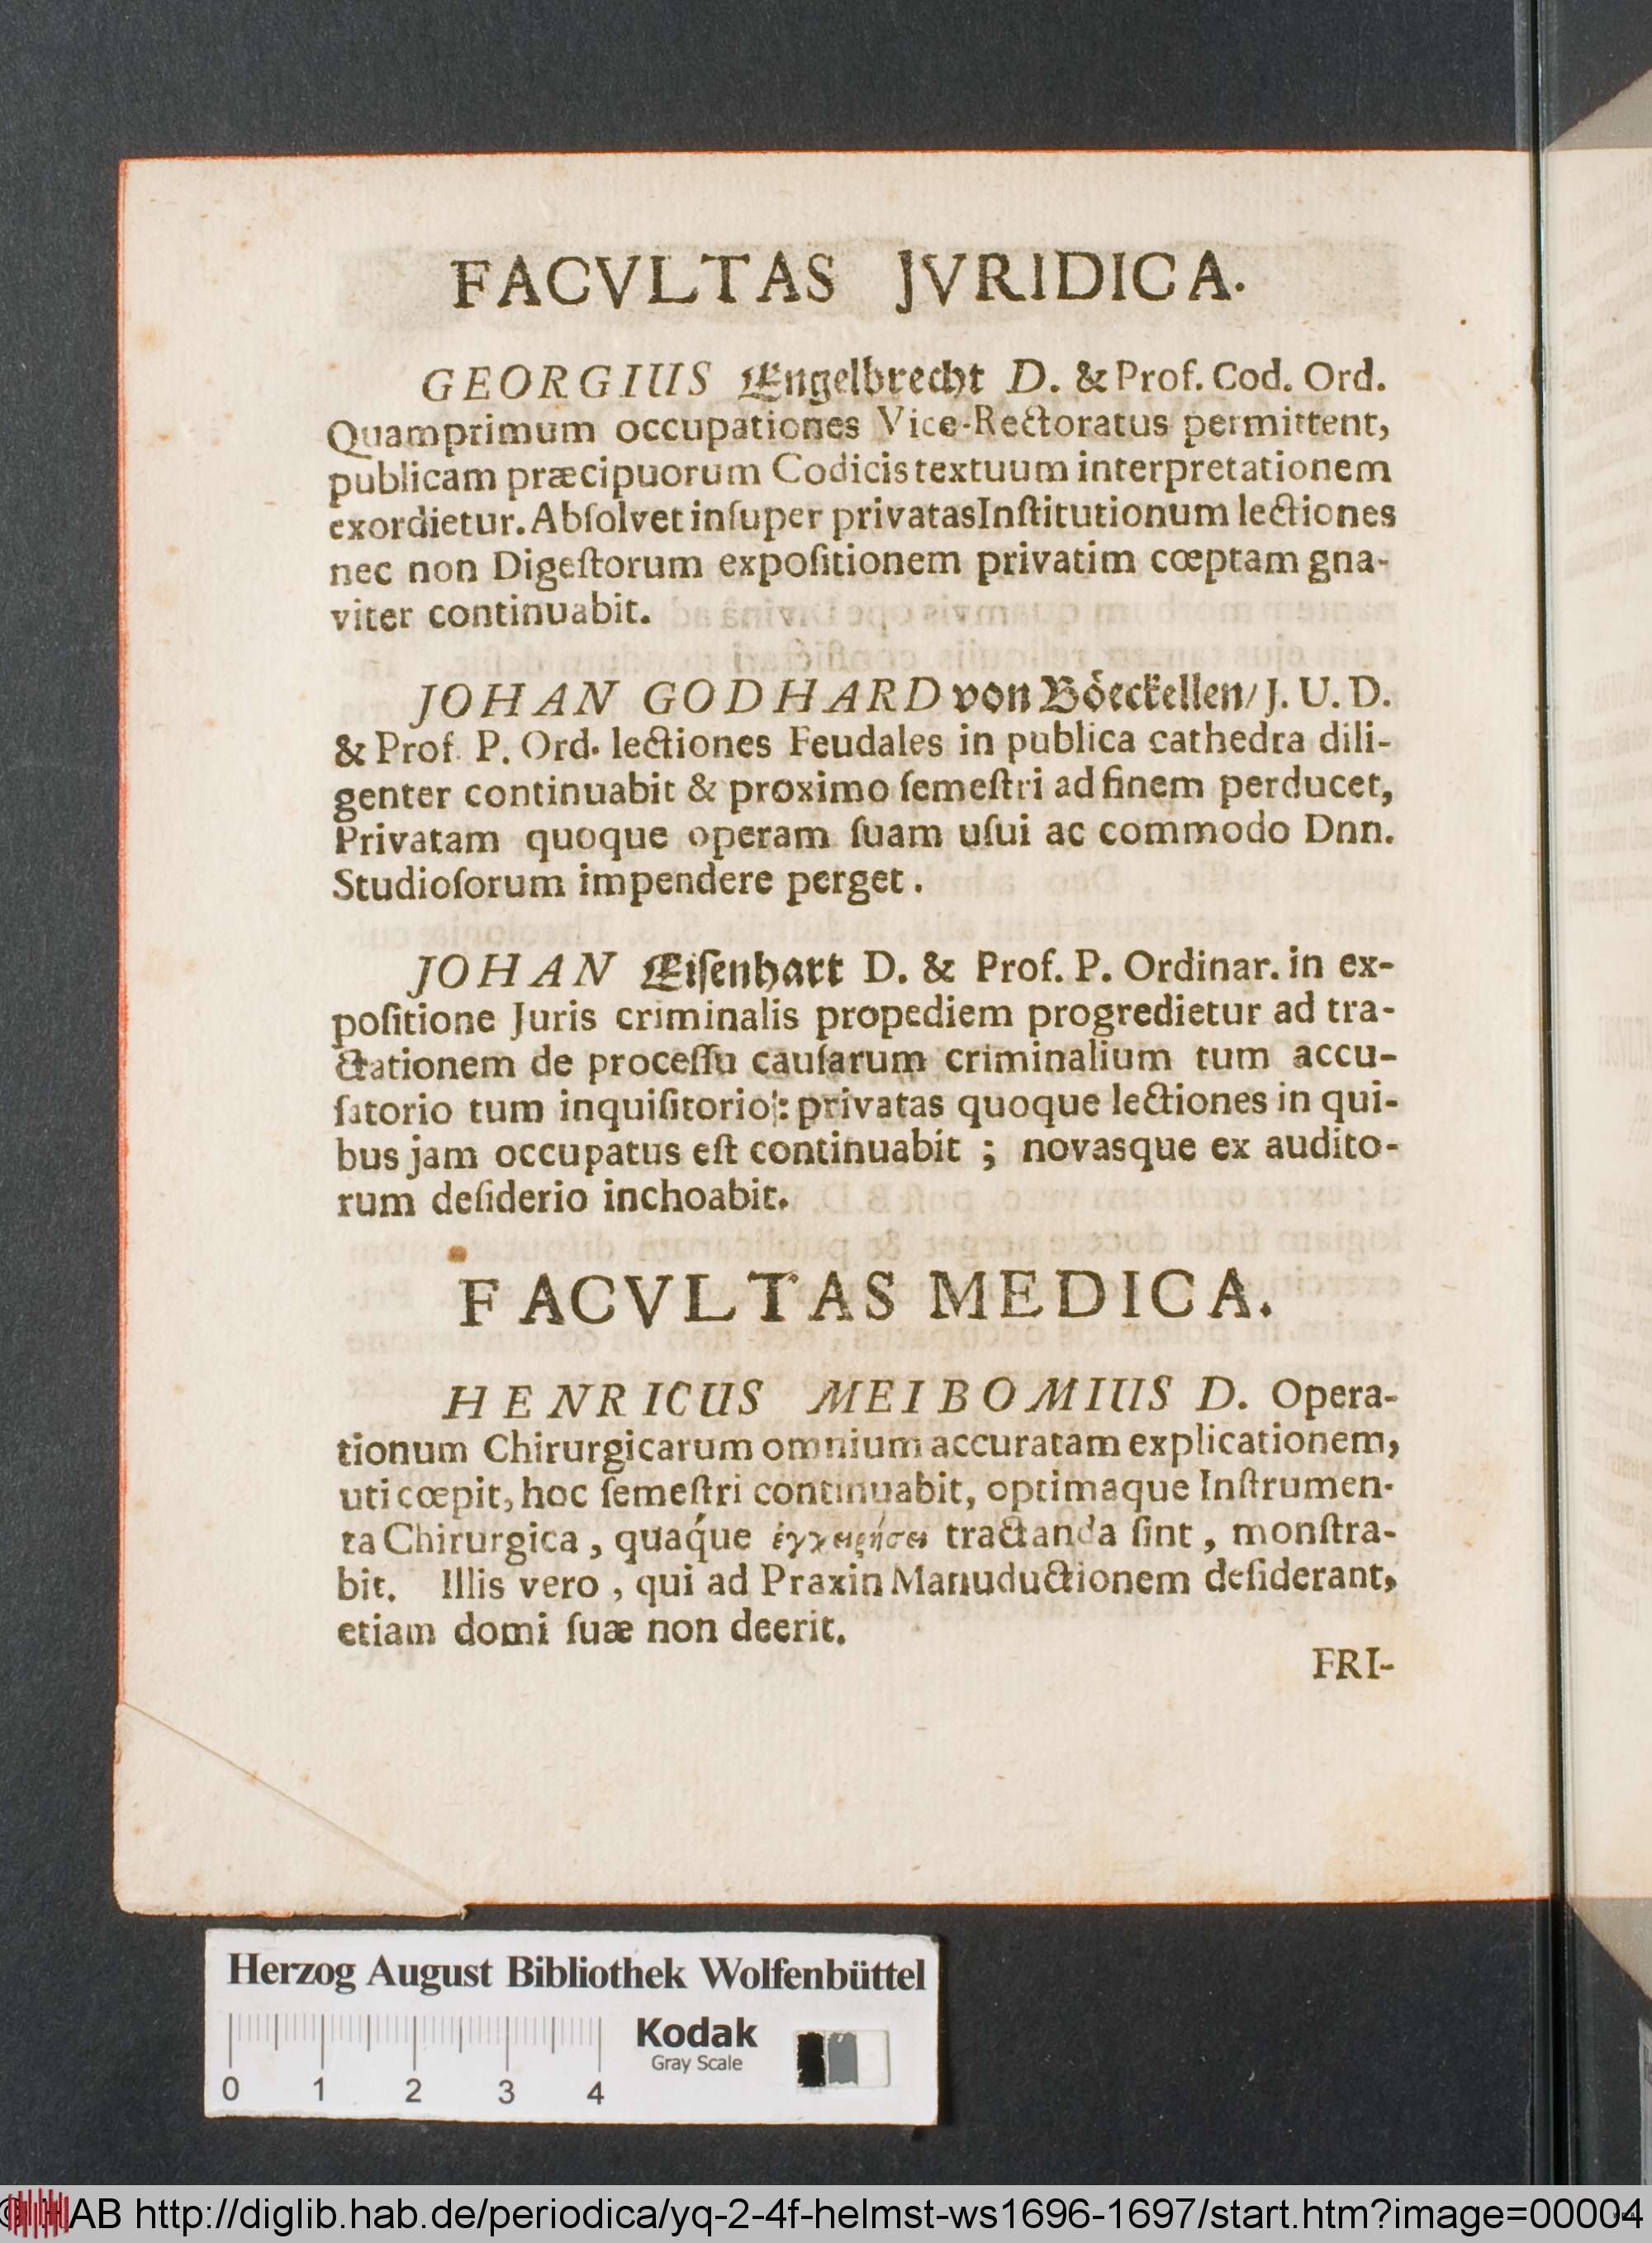 FACVLTAS JVRIDICA.
GEORGIUS Engelbrecht D. & Prof. Cod. Ord.
Quamprimum occupationes Vice-Rectoratus permittent,
publicam præcipuorum Codicis textuum interpretationem
exordietur. Abſolvet inſuper privatas Inſtitutionum lectiones
nec non Digeſtorum expoſitionem privatim cœptam gna-
viter continuabit.
JOHAN GODHARD von Böeckellen/ J. U. D.
& Prof. P. Ord. lectiones Feudales in publica cathedra dili-
genter continuabit & proximo ſemeſtri ad finem perducet,
Privatam quoque operam ſuam uſui ac commodo Dnn.
Studioſorum impendere perget.
JOHAN Eiſenhart D. & Prof. P. Ordinar. in ex-
poſitione Juris criminalis propediem progredietur ad tra-
ctationem de proceſſu cauſarum criminalium tum accu-
ſatorio tum inquiſitorio: privatas quoque lectiones in qui-
bus jam occupatus eſt continuabit ; novasque ex audito-
rum deſiderio inchoabit.
FACVLTAS MEDICA.
HENRICUS MEIBOMIUS D. Opera-
tionum Chirurgicarum omnium accuratam explicationem,
uti cœpit, hoc ſemeſtri continuabit, optimaque Inſtrumen-
ta Chirurgica, quaq́ue ἐγχειρήσει tractanda ſint, monſtra-
bit. Illis vero, qui ad Praxin Manuductionem deſiderant,
etiam domi ſuæ non deerit.
FRI-
Herzog August Bibliothek Wolfenbüttel
Kodak
Gray Scale
0 1 2 3 4
© HAB http://diglib.hab.de/periodica/yq-2-4f-helmst-ws1696-1697/start.htm?image=00004